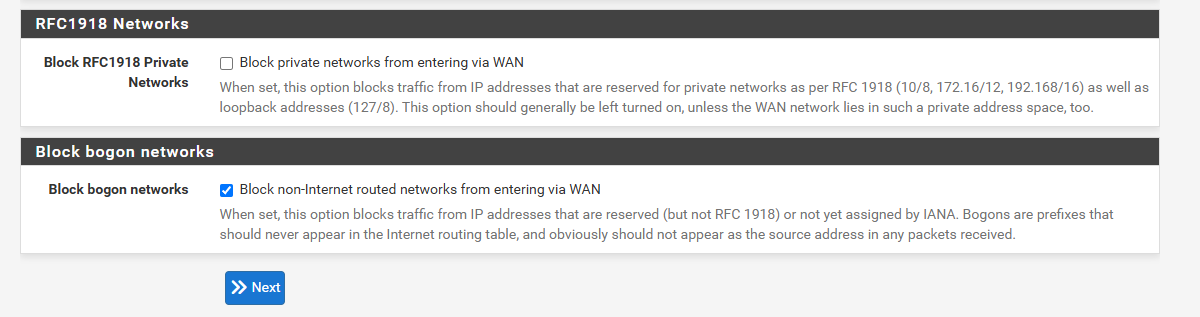 RFC1918 Networks
Block RFC1918 Private
Networks
Block private networks from entering via WAN
When set, this option blocks traffic from IP addresses that are reserved for private networks as per RFC 1918 (10/8, 172.16/12, 192.168/16) as well as
loopback addresses (127/8). This option should generally be left turned on, unless the WAN network lies in such a private address space, too.
Block bogon networks
Block bogon networks
Block non-Internet routed networks from entering via WAN
When set, this option blocks traffic from IP addresses that are reserved (but not RFC 1918) or not yet assigned by IANA. Bogons are prefixes that
should never appear in the Internet routing table, and obviously should not appear as the source address in any packets received.
Next